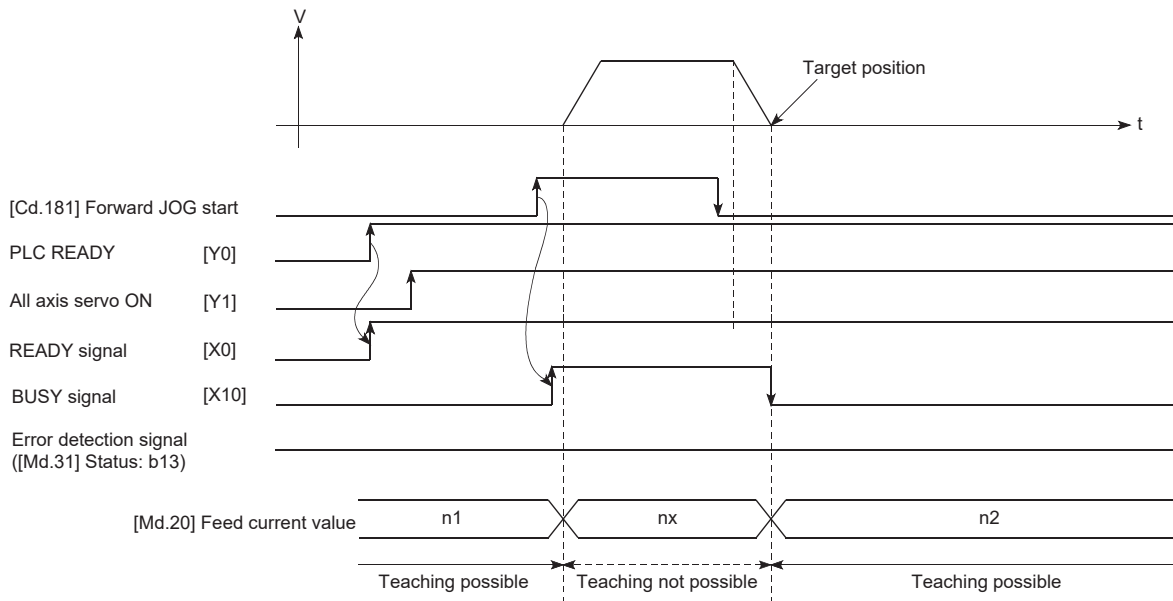 V
Target position
t
[Cd.181] Forward JOG start
PLC READY [Y0]
All axis servo ON [Y1]
READY signal [X0]
BUSY signal [X10]
Error detection signal
([Md.31] Status: b13)
[Md.20] Feed current value n1 nx n2
Teaching possible Teaching not possible Teaching possible